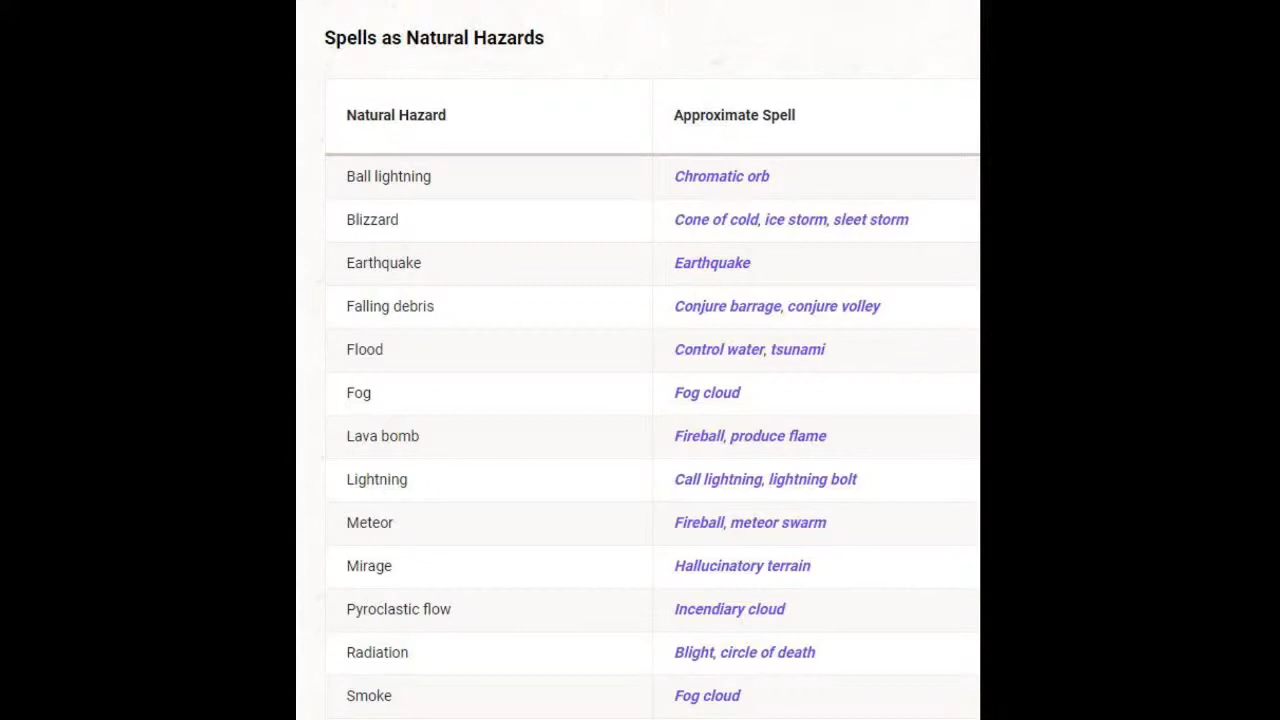 Spells as Natural Hazards
Natural Hazard Approximate Spell
Ball lightning Chromatic orb
Blizzard Cone of cold, ice storm, sleet storm
Earthquake Earthquake
Falling debris Conjure barrage, conjure volley
Flood Control water, tsunami
Fog Fog cloud
Lava bomb Fireball, produce flame
Lightning Call lightning, lightning bolt
Meteor Fireball, meteor swarm
Mirage Hallucinatory terrain
Pyroclastic flow Incendiary cloud
Radiation Blight, circle of death
Smoke Fog cloud